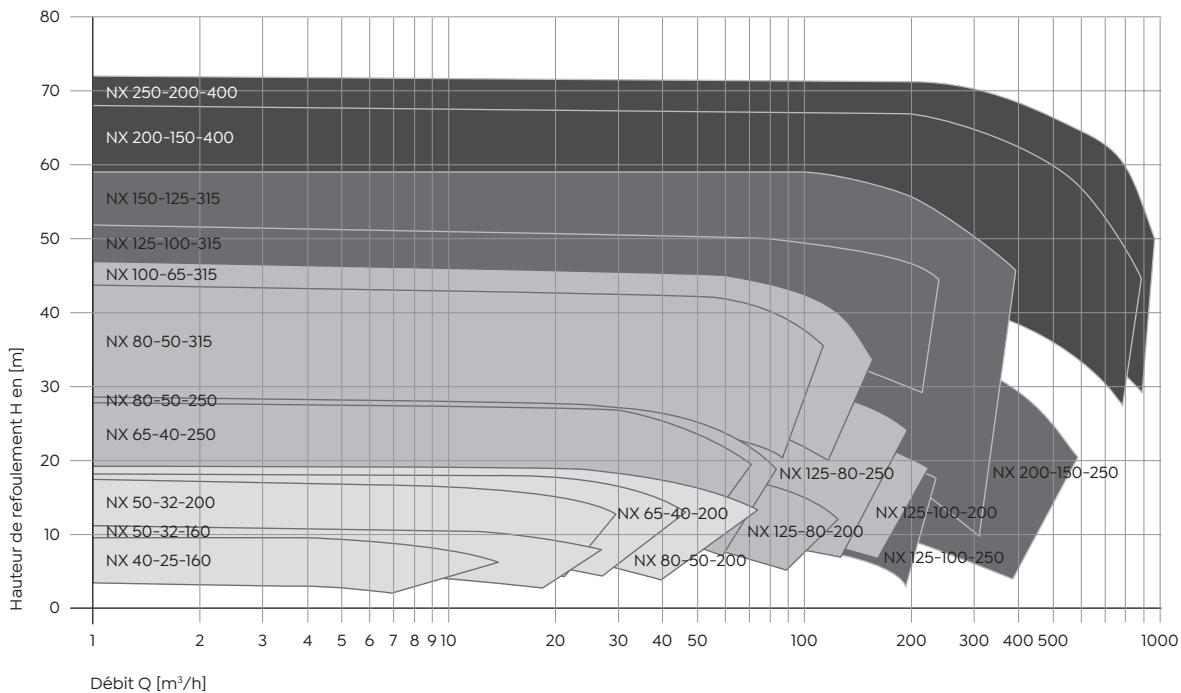 80
70
60
50
40
30
20
10
0
Hauteur de refoulement H en [m]
NX 250-200-400
NX 200-150-400
NX 150-125-315
NX 125-100-315
NX 100-65-315
NX 80-50-315
NX 80-50-250
NX 65-40-250
NX 125-80-250
NX 200-150-250
NX 50-32-200
NX 65-40-200
NX 125-100-200
NX 50-32-160
NX 125-80-200
NX 40-25-160
NX 80-50-200
NX 125-100-250
1 2 3 4 5 6 7 8 9 10 20 30 40 50 100 200 300 400 500 1000
Débit Q [m³/h]